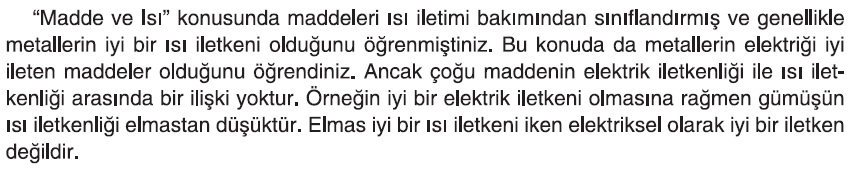 “Madde ve Isı” konusunda maddeleri ısı iletimi bakımından sınıflandırmış ve genellikle
metallerin iyi bir ısı iletkeni olduğunu öğrenmiştiniz. Bu konuda da metallerin elektriği iyi
ileten maddeler olduğunu öğrendiniz. Ancak çoğu maddenin elektrik iletkenliği ile ısı ilet-
kenliği arasında bir ilişki yoktur. Örneğin iyi bir elektrik iletkeni olmasına rağmen gümüşün
ısı iletkenliği elmastan düşüktür. Elmas iyi bir ısı iletkeni iken elektriksel olarak iyi bir iletken
değildir.